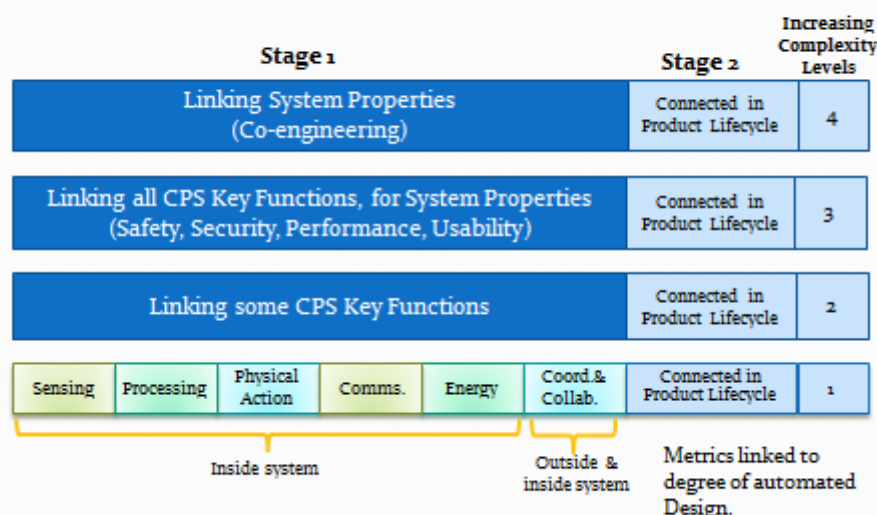 Increasing
Complexity
Levels
Stage 1
Stage 2
Linking System Properties
(Co-engineering)
Connected in
Product Lifecycle
4
Linking all CPS Key Functions, for System Properties
(Safety, Security, Performance, Usability)
Connected in
Product Lifecycle
3
Linking some CPS Key Functions
Connected in
Product Lifecycle
2
Sensing
Processing
Physical
Action
Comms.
Energy
Coord.&
Collab.
Connected in
Product Lifecycle
1
Inside system
Outside &
inside system
Metrics linked to
degree of automated
Design.